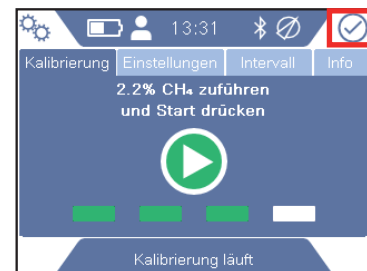 13:31
Kalibrierung Einstellungen Intervall Info
2.2% CH₄ zuführen
und Start drücken
Kalibrierung läuft